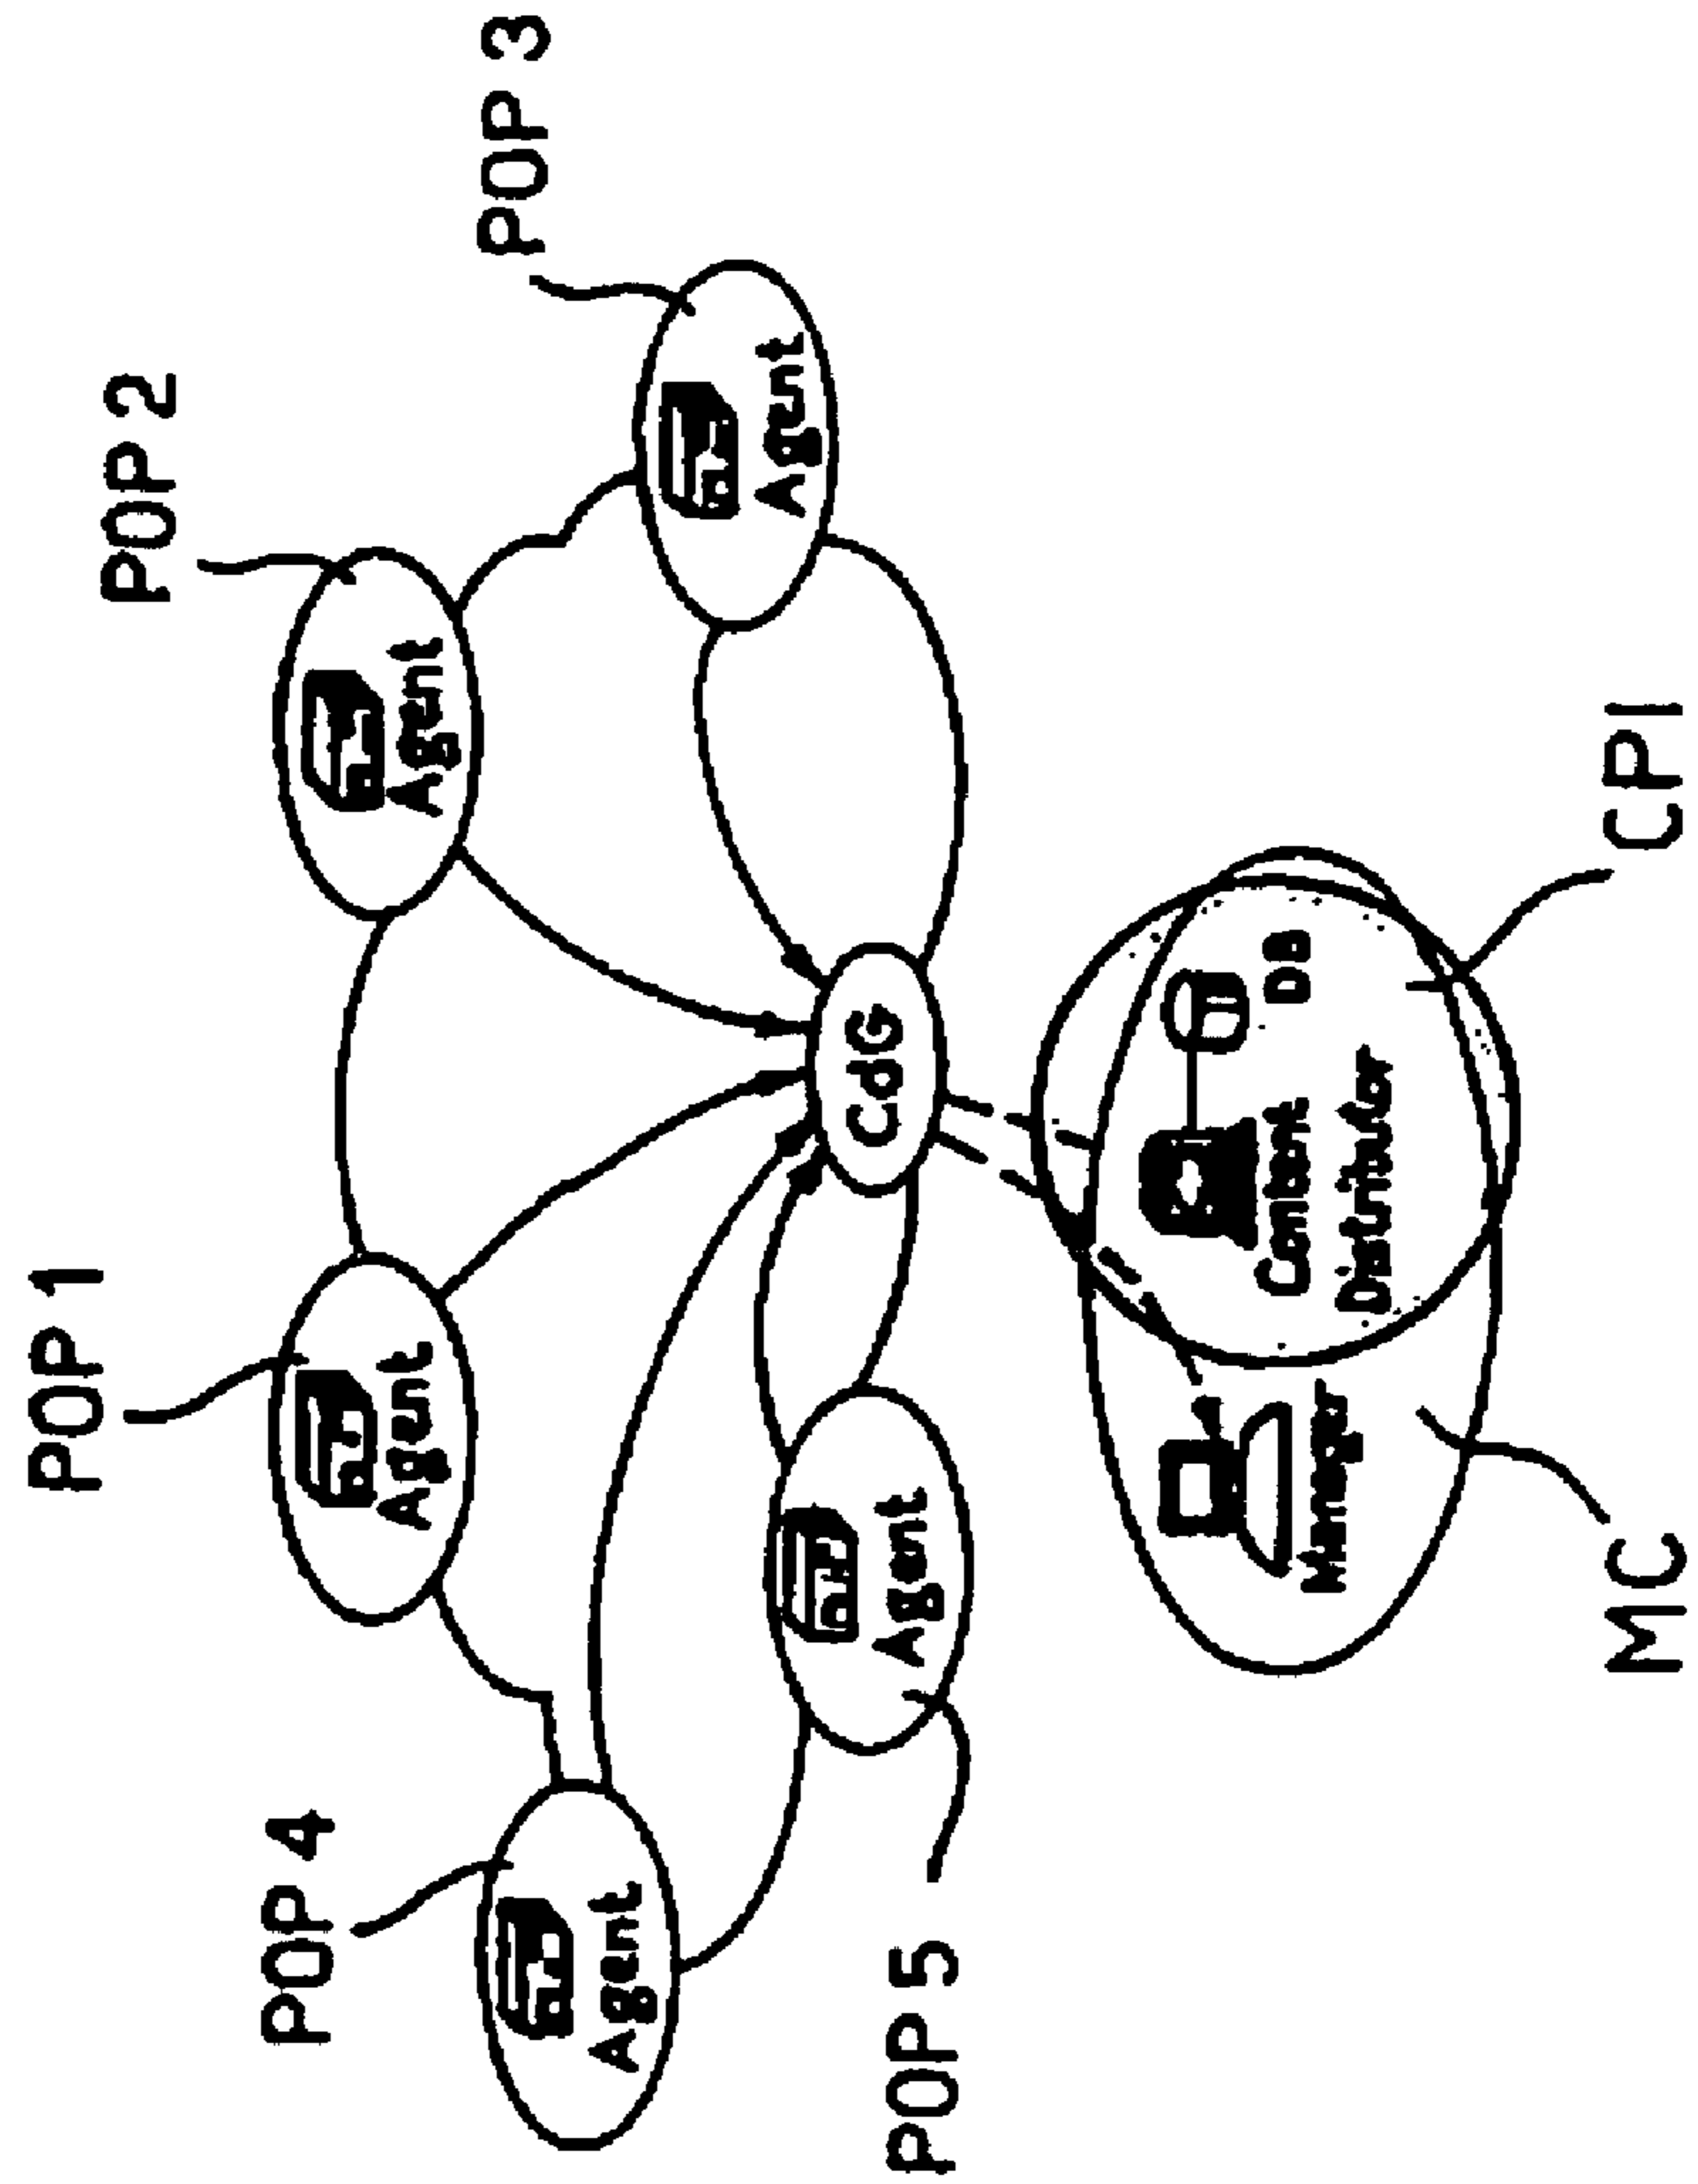 POP 1
POP 2
POP 4
Agent
Agent
POP 3
Agent
Agent
CdG
POP 5
Agent
Content
DB
Manager
Distributor
MC
CPI